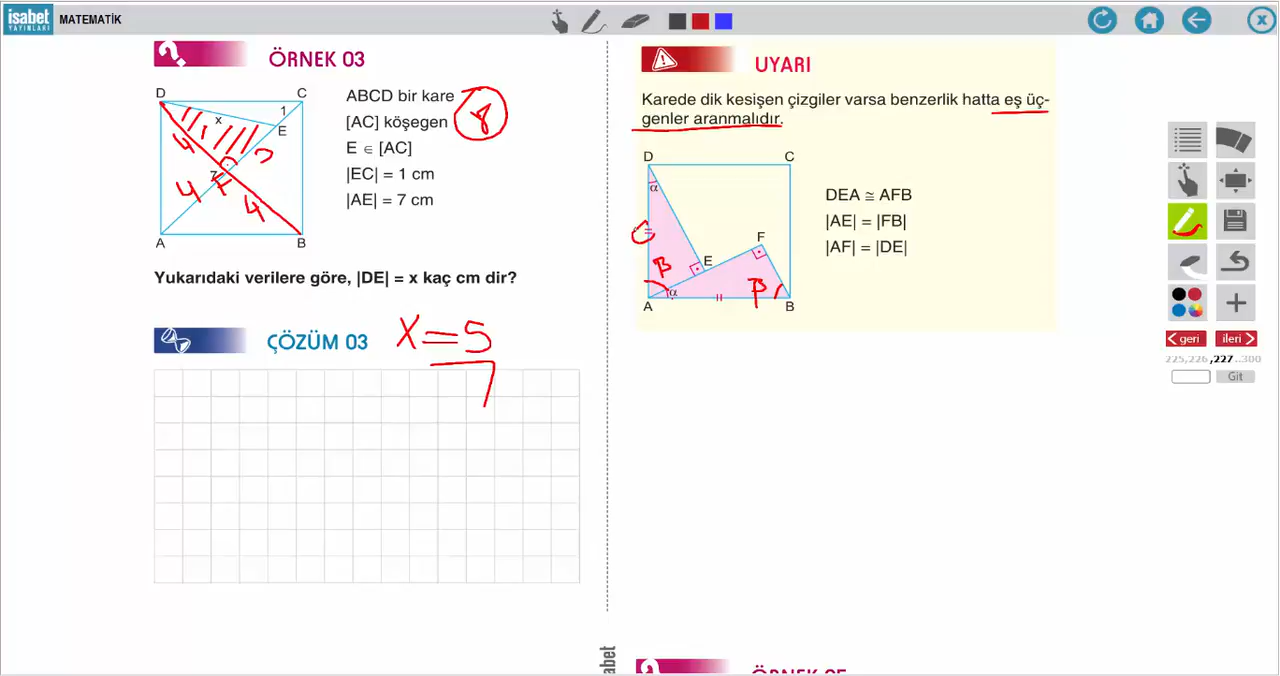 isabet
YAYINLARI
MATEMATİK
ÖRNEK 03
D
C
1
x
E
7
A
B
4
4
4
3
ABCD bir kare
[AC] köşegen
E ∈ [AC]
|EC| = 1 cm
|AE| = 7 cm
8
Yukarıdaki verilere göre, |DE| = x kaç cm dir?
ÇÖZÜM 03
x = 5
UYARI
Karede dik kesişen çizgiler varsa benzerlik hatta eş üç-
genler aranmalıdır.
D
C
α
F
E
β
α
β
A
B
DEA ≅ AFB
|AE| = |FB|
|AF| = |DE|
geri
ileri
225,226,227..300
Git
abet